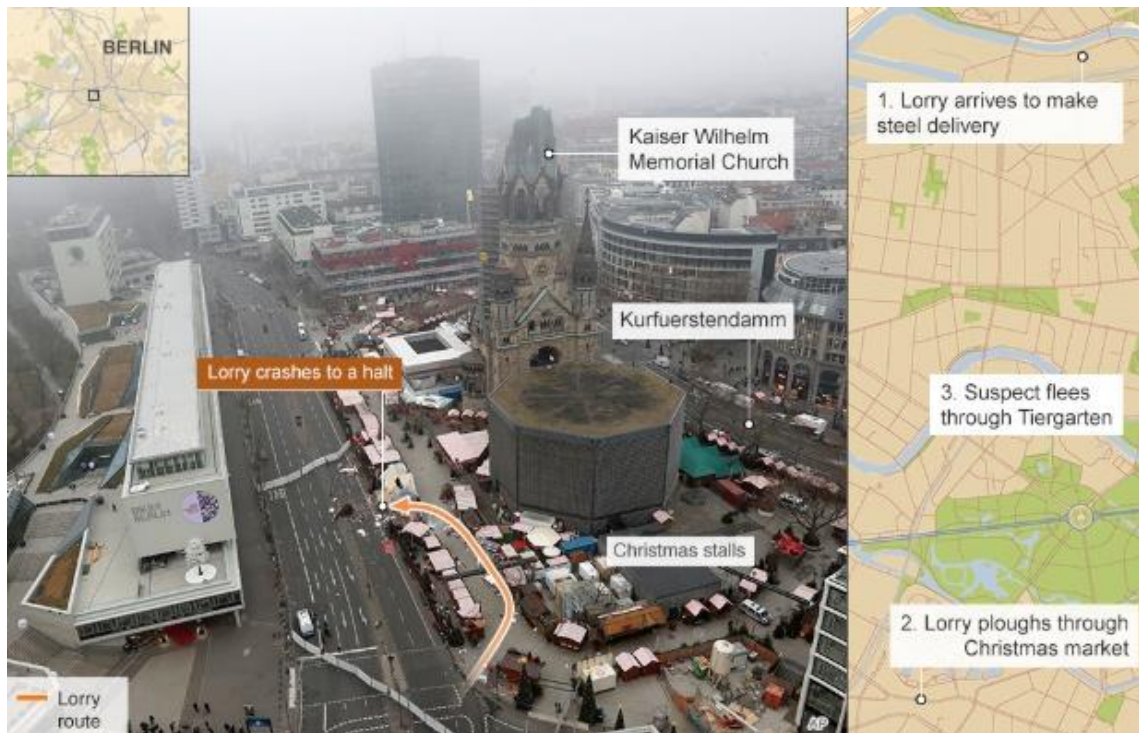 BERLIN
Kaiser Wilhelm
Memorial Church
Kurfuerstendamm
Lorry crashes to a halt
Christmas stalls
Lorry
route
AP
1. Lorry arrives to make
steel delivery
3. Suspect flees
through Tiergarten
2. Lorry ploughs through
Christmas market